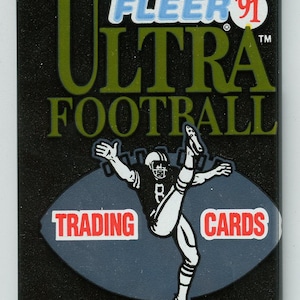 FLEER '91
ULTRA™
FOOTBALL
8
TRADING CARDS